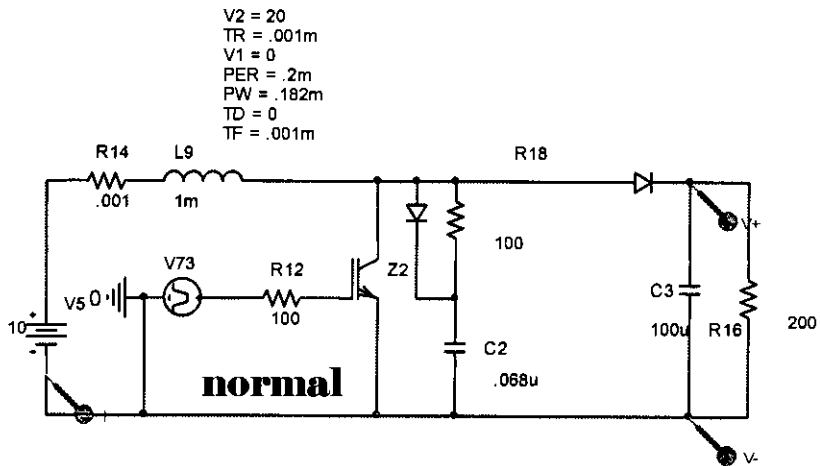 V2 = 20
TR = .001m
V1 = 0
PER = .2m
PW = .182m
TD = 0
TF = .001m
R14
L9
R18
.001
1m
V+
100
V73
R12
Z2
V5
0
C3
10
100
100u
R16
200
C2
normal
.068u
I
V-